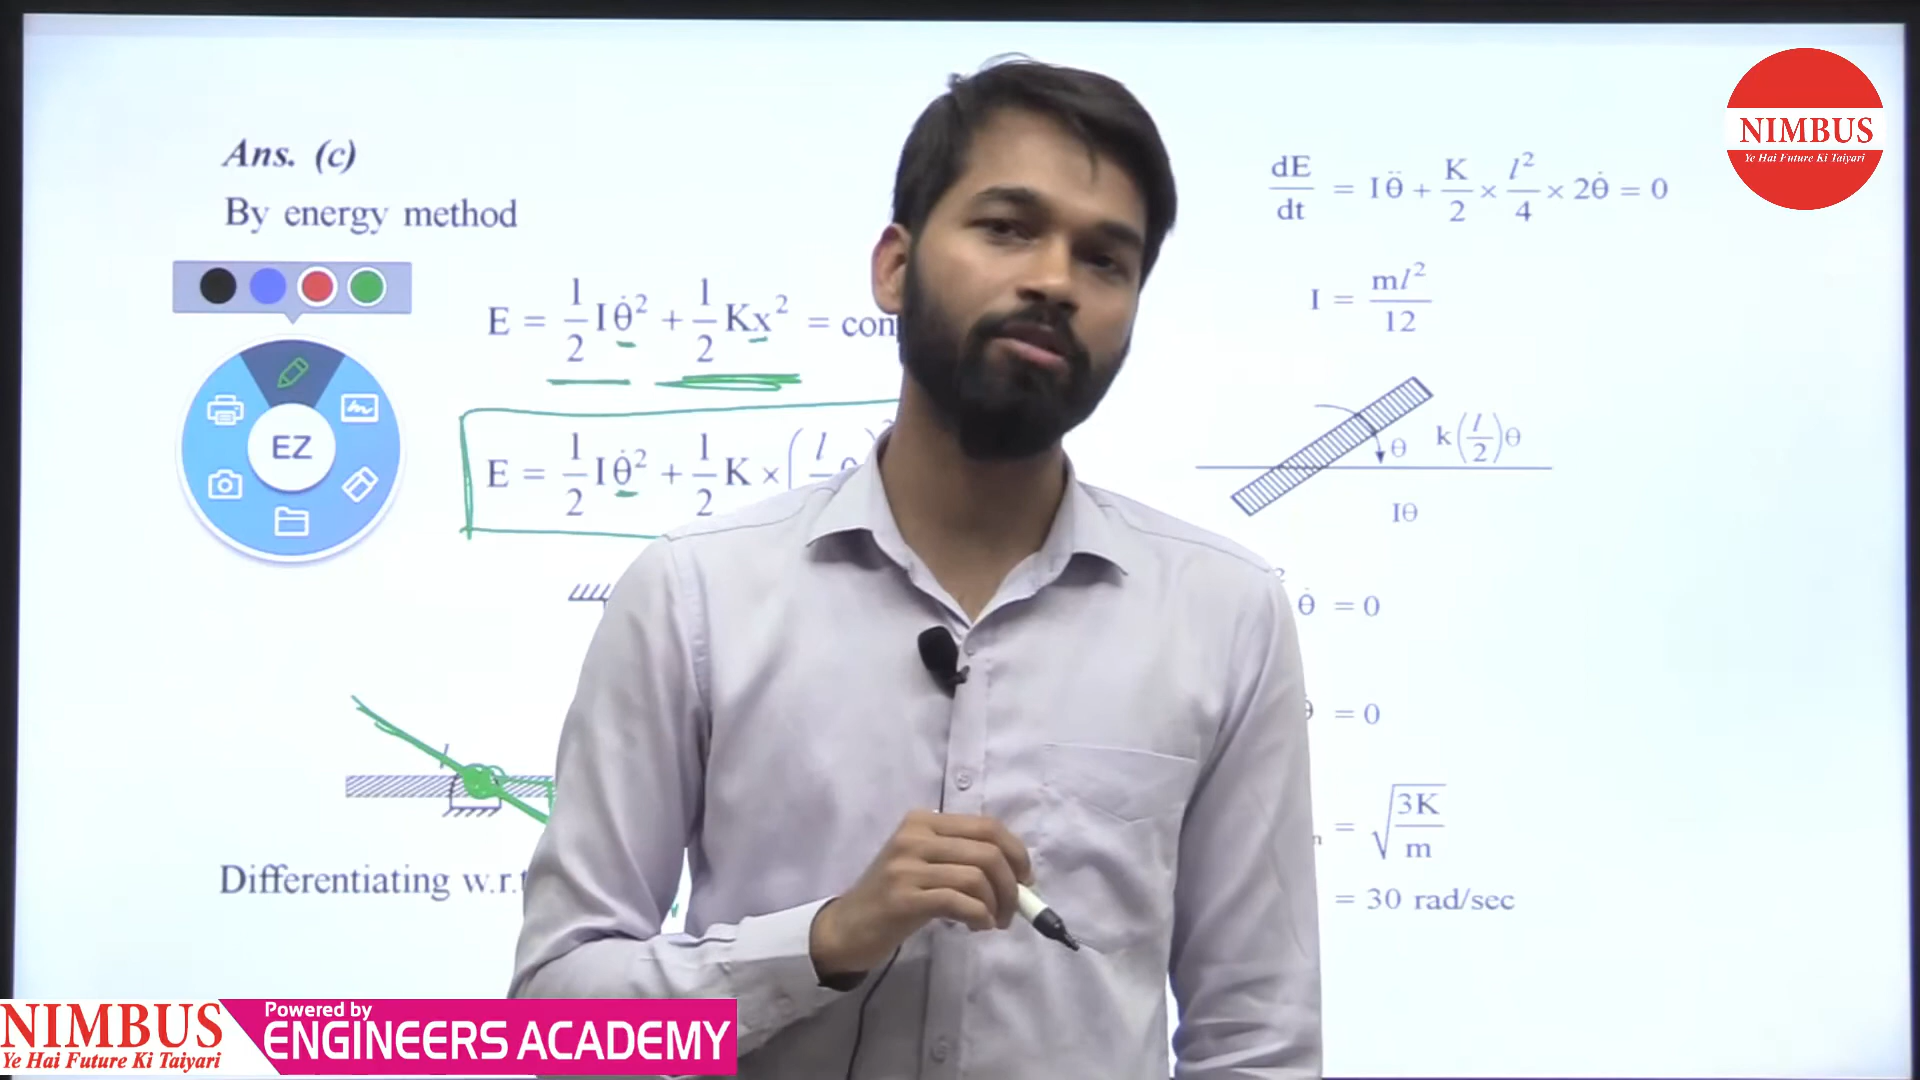 Ans. (c)
By energy method
E = 1/2 Iθ̇² + 1/2 Kx² = con
E = 1/2 Iθ̇² + 1/2 K × (l
EZ
Differentiating w.r.t
dE/dt = Iθ̈ + K/2 × l²/4 × 2θ̇ = 0
I = ml²/12
θ
k(l/2)θ
Iθ
θ̇ = 0
= 0
= √(3K/m)
= 30 rad/sec
NIMBUS
Ye Hai Future Ki Taiyari
NIMBUS
Ye Hai Future Ki Taiyari
Powered by
ENGINEERS ACADEMY